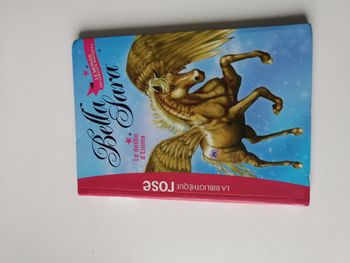 Bella
Sara
Le destin
d'Emma
LA BIBLIOTHÈQUE
rose